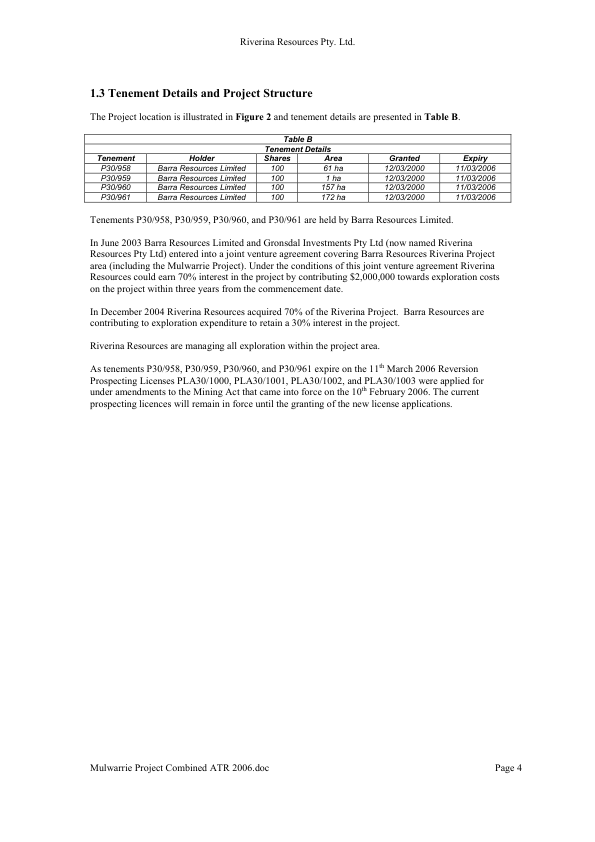 Riverina Resources Pty. Ltd.
1.3 Tenement Details and Project Structure
The Project location is illustrated in Figure 2 and tenement details are presented in Table B.
Table B
Tenement Details
Tenement Holder Shares Area Granted Expiry
P30/958 Barra Resources Limited 100 61 ha 12/03/2000 11/03/2006
P30/959 Barra Resources Limited 100 1 ha 12/03/2000 11/03/2006
P30/960 Barra Resources Limited 100 157 ha 12/03/2000 11/03/2006
P30/961 Barra Resources Limited 100 172 ha 12/03/2000 11/03/2006
Tenements P30/958, P30/959, P30/960, and P30/961 are held by Barra Resources Limited.
In June 2003 Barra Resources Limited and Gronsdal Investments Pty Ltd (now named Riverina
Resources Pty Ltd) entered into a joint venture agreement covering Barra Resources Riverina Project
area (including the Mulwarrie Project). Under the conditions of this joint venture agreement Riverina
Resources could earn 70% interest in the project by contributing $2,000,000 towards exploration costs
on the project within three years from the commencement date.
In December 2004 Riverina Resources acquired 70% of the Riverina Project. Barra Resources are
contributing to exploration expenditure to retain a 30% interest in the project.
Riverina Resources are managing all exploration within the project area.
As tenements P30/958, P30/959, P30/960, and P30/961 expire on the 11th March 2006 Reversion
Prospecting Licenses PLA30/1000, PLA30/1001, PLA30/1002, and PLA30/1003 were applied for
under amendments to the Mining Act that came into force on the 10th February 2006. The current
prospecting licences will remain in force until the granting of the new license applications.
Mulwarrie Project Combined ATR 2006.doc Page 4